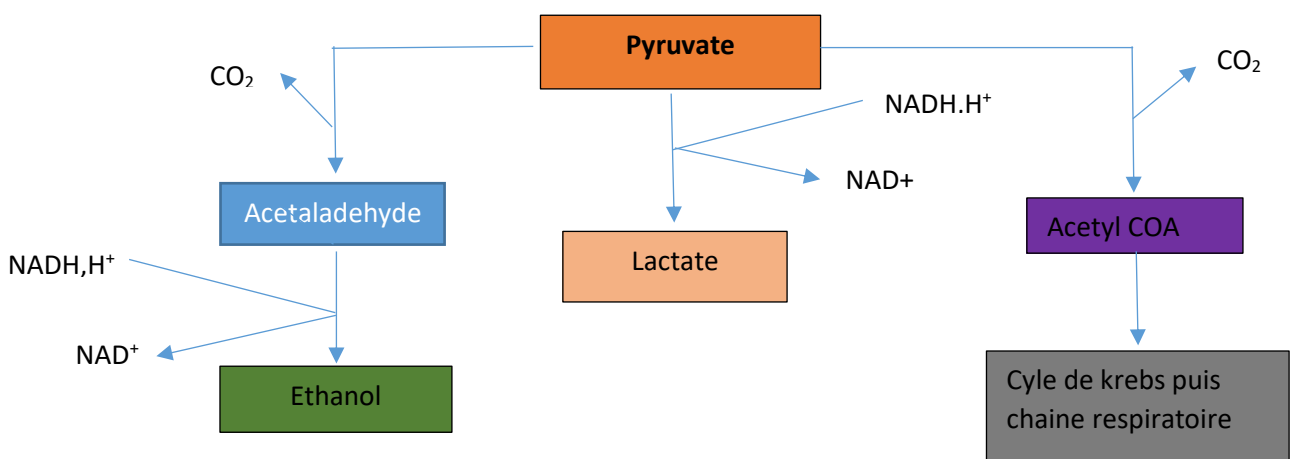 Pyruvate
CO₂
CO₂
NADH.H⁺
NAD+
Acetaladehyde
Acetyl COA
Lactate
NADH,H⁺
NAD⁺
Ethanol
Cyle de krebs puis
chaine respiratoire